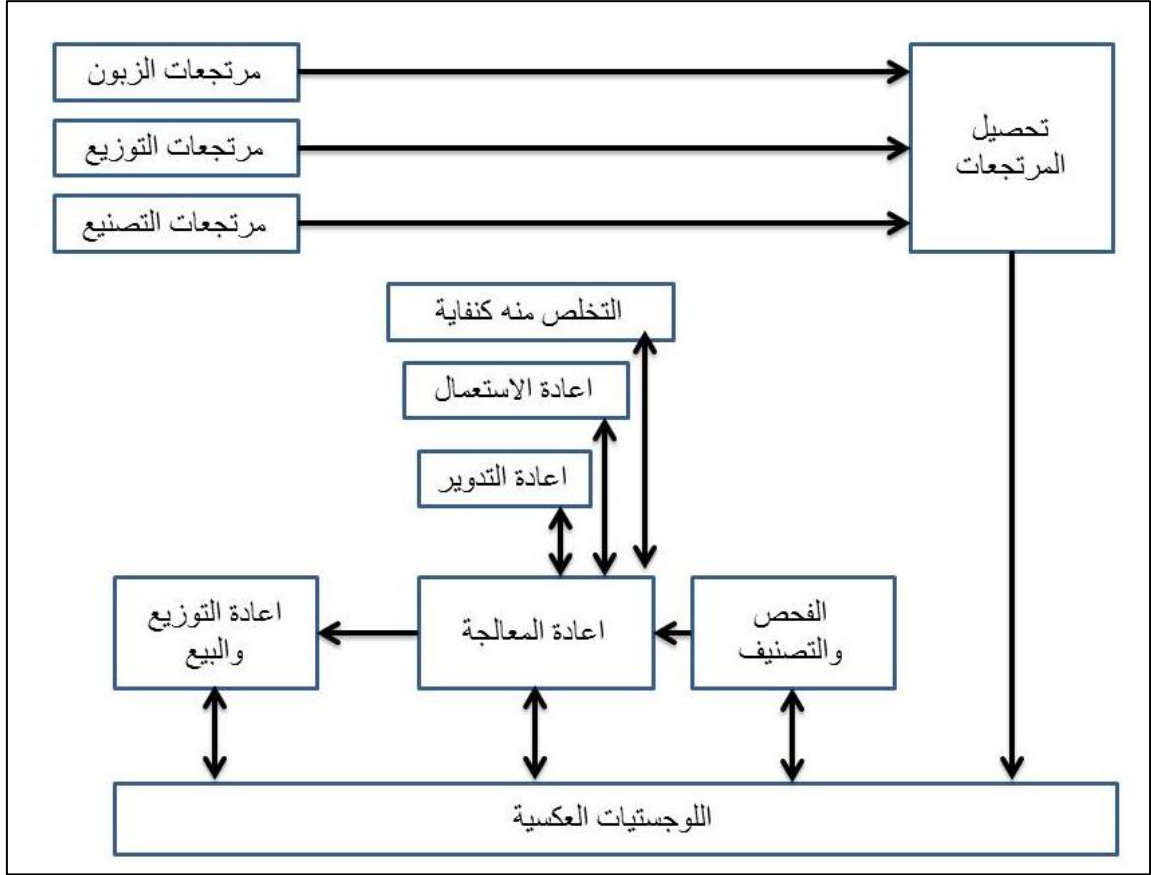 مرتجعات الزبون
مرتجعات التوزيع
مرتجعات التصنيع
تحصيل
المرتجعات
التخلص منه كنفاية
اعادة الاستعمال
اعادة التدوير
الفحص
والتصنيف
اعادة المعالجة
اعادة التوزيع
والبيع
اللوجستيات العكسية